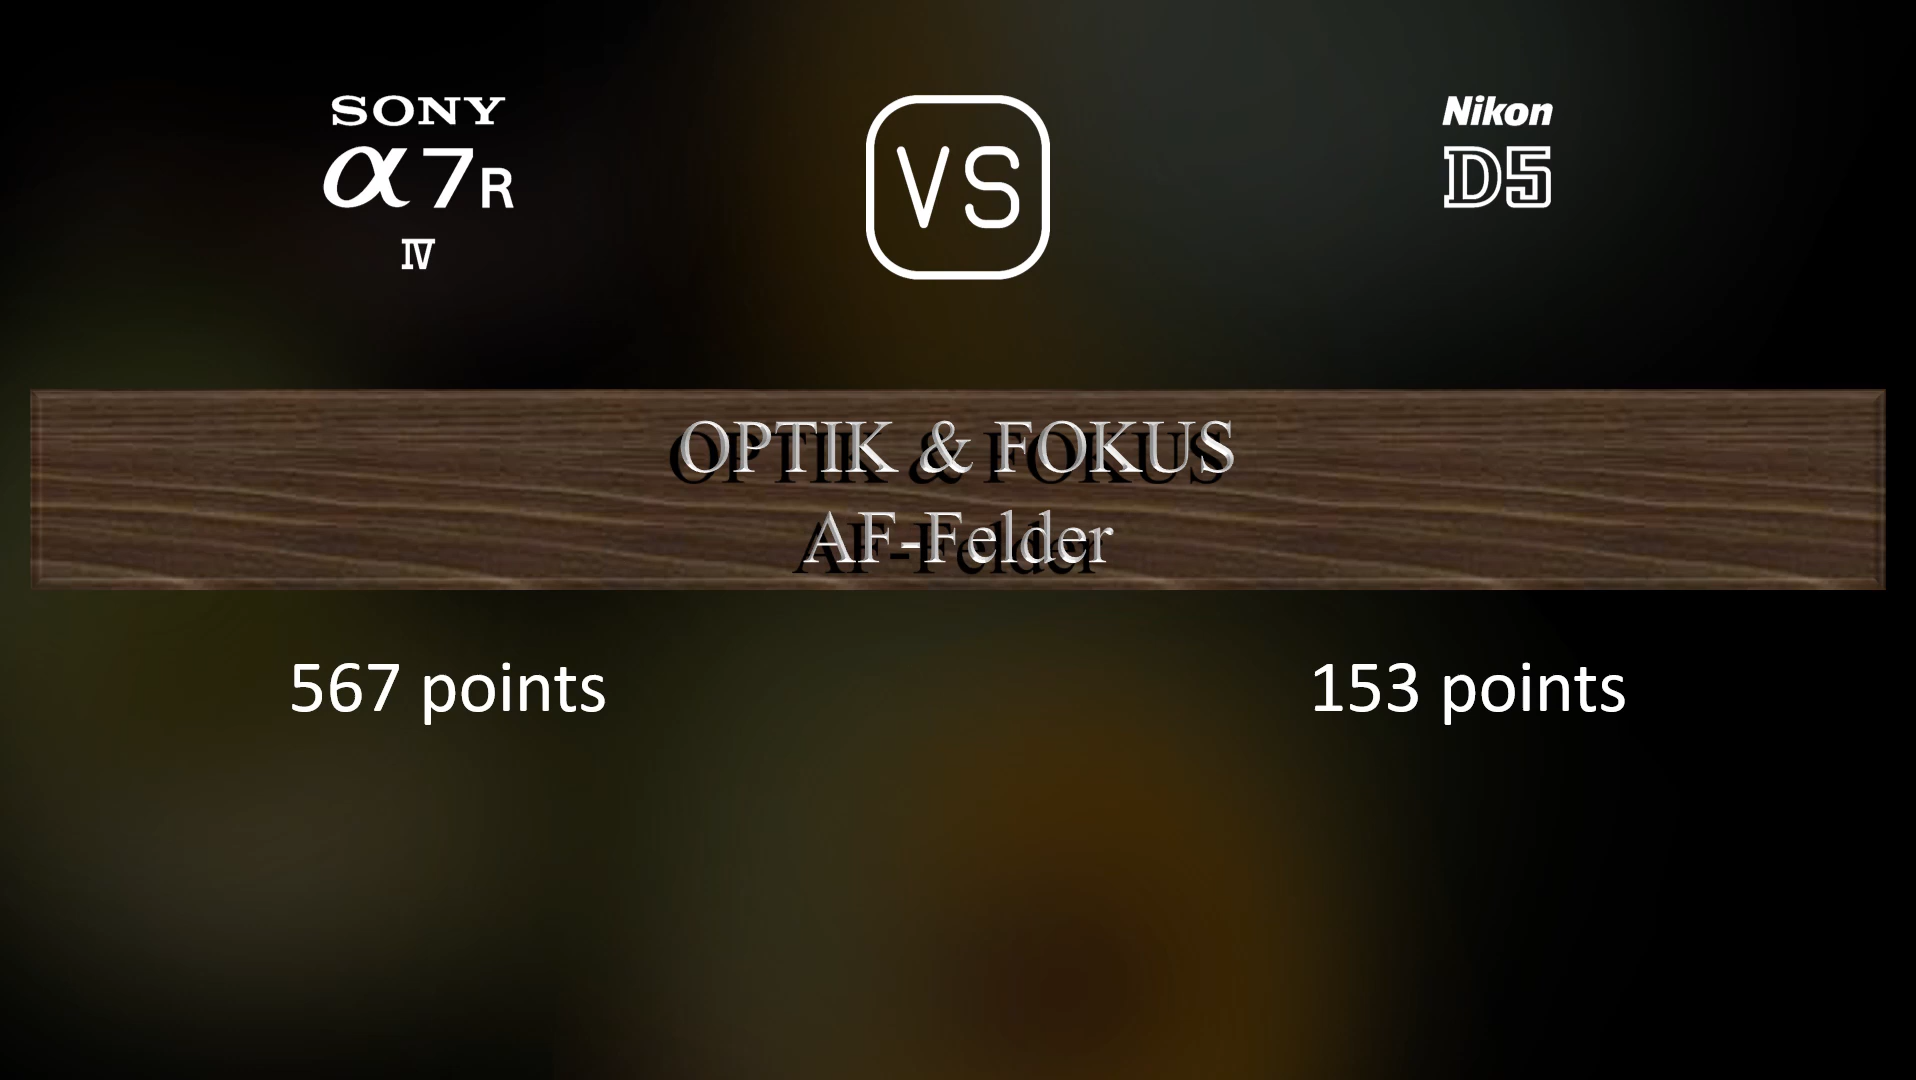 SONY
α7R
IV
VS
Nikon
D5
OPTIK & FOKUS
AF-Felder
567 points
153 points